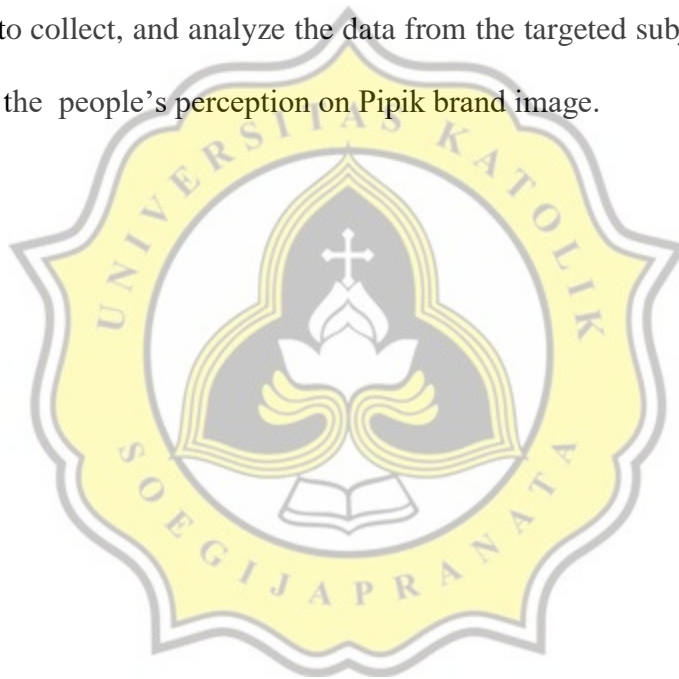 to collect, and analyze the data from the targeted sub
the people's perception on Pipik brand image.
UNIVERSITAS KATOLIK
SOEGIJAPRANATA